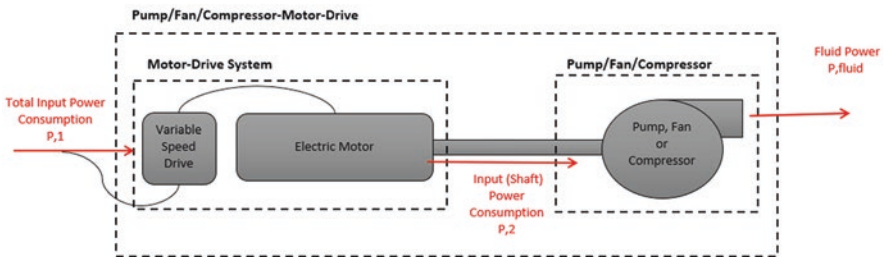 Pump/Fan/Compressor-Motor-Drive
Motor-Drive System
Pump/Fan/Compressor
Fluid Power
P,fluid
Total Input Power
Consumption
P,1
Variable
Speed
Drive
Electric Motor
Pump, Fan
or
Compressor
Input (Shaft)
Power
Consumption
P,2